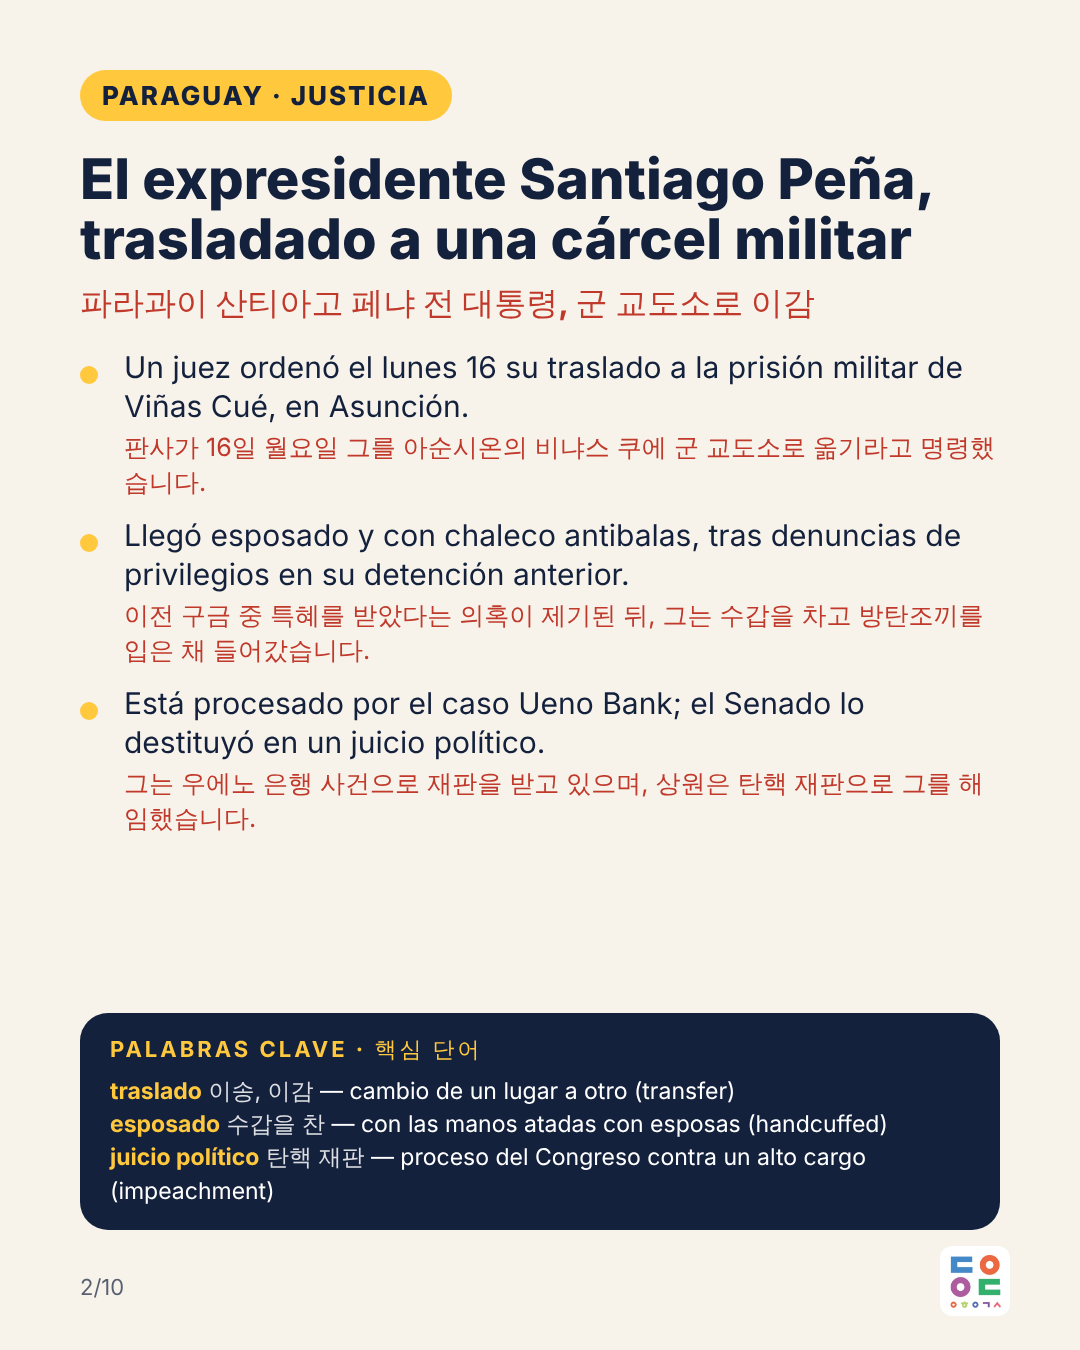 PARAGUAY · JUSTICIA
El expresidente Santiago Peña,
trasladado a una cárcel militar
파라과이 산티아고 페냐 전 대통령, 군 교도소로 이감
Un juez ordenó el lunes 16 su traslado a la prisión militar de
Viñas Cué, en Asunción.
판사가 16일 월요일 그를 아순시온의 비냐스 쿠에 군 교도소로 옮기라고 명령했
습니다.
Llegó esposado y con chaleco antibalas, tras denuncias de
privilegios en su detención anterior.
이전 구금 중 특혜를 받았다는 의혹이 제기된 뒤, 그는 수갑을 차고 방탄조끼를
입은 채 들어갔습니다.
Está procesado por el caso Ueno Bank; el Senado lo
destituyó en un juicio político.
그는 우에노 은행 사건으로 재판을 받고 있으며, 상원은 탄핵 재판으로 그를 해
임했습니다.
PALABRAS CLAVE · 핵심 단어
traslado 이송, 이감 — cambio de un lugar a otro (transfer)
esposado 수갑을 찬 — con las manos atadas con esposas (handcuffed)
juicio político 탄핵 재판 — proceso del Congreso contra un alto cargo
(impeachment)
2/10